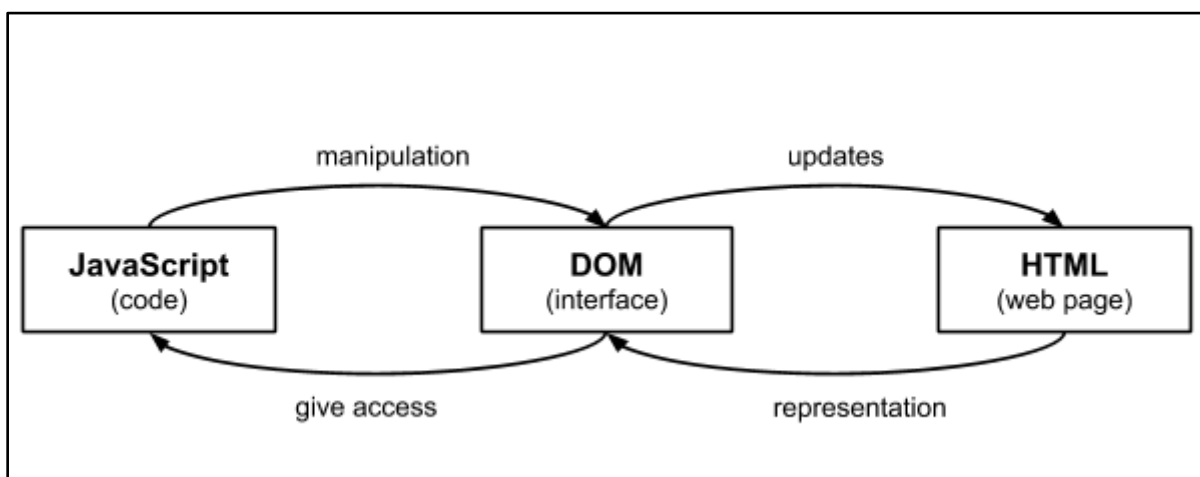 manipulation
updates
JavaScript
(code)
DOM
(interface)
HTML
(web page)
give access
representation